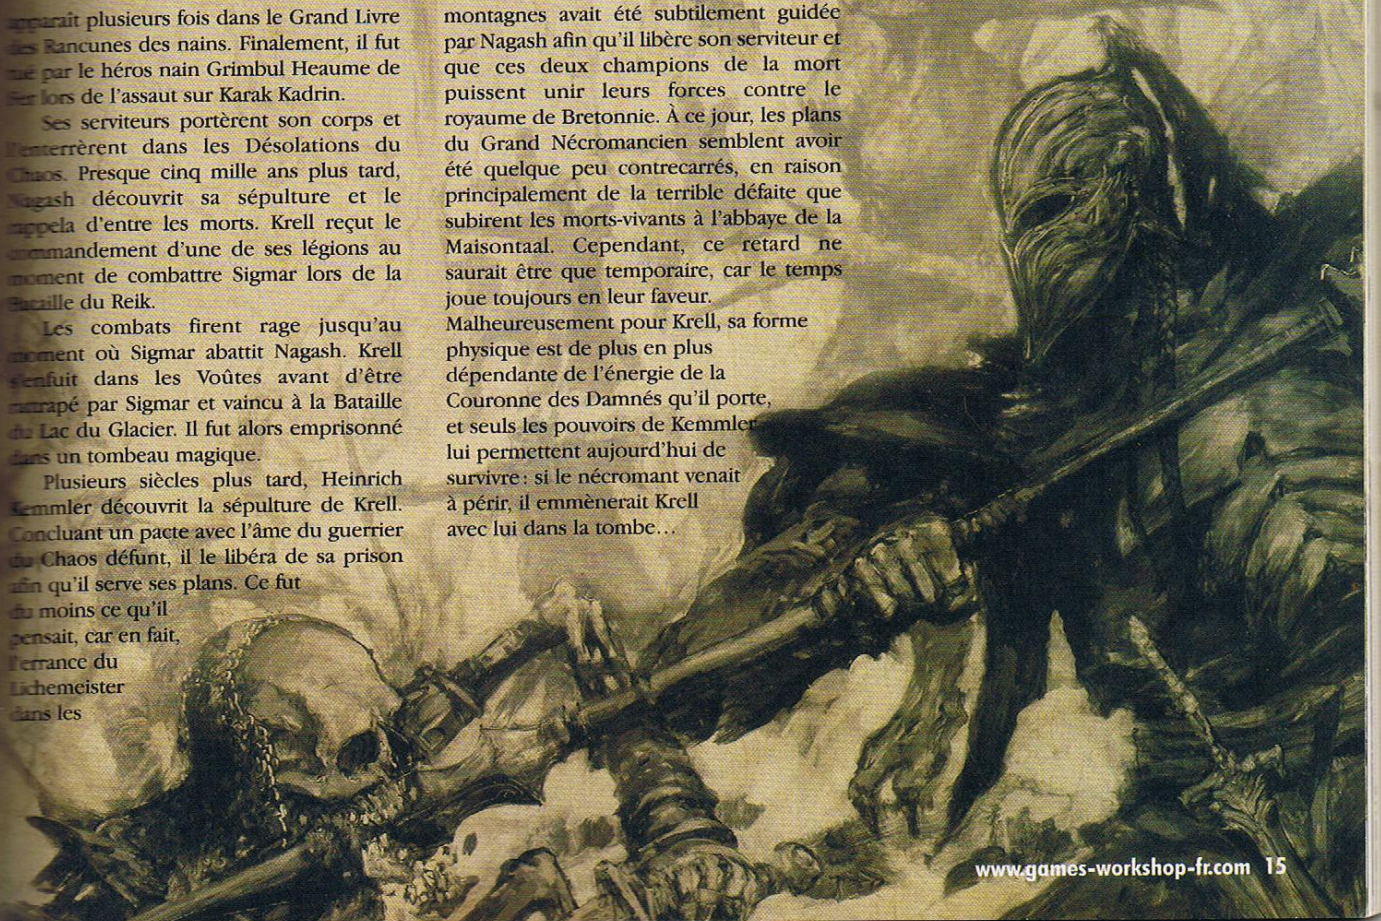 apparaît plusieurs fois dans le Grand Livre
des Rancunes des nains. Finalement, il fut
tué par le héros nain Grimbul Heaume de
Fer lors de l'assaut sur Karak Kadrin.
Ses serviteurs portèrent son corps et
l'enterrèrent dans les Désolations du
Chaos. Presque cinq mille ans plus tard,
Nagash découvrit sa sépulture et le
rappela d'entre les morts. Krell reçut le
commandement d'une de ses légions au
moment de combattre Sigmar lors de la
Bataille du Reik.
Les combats firent rage jusqu'au
moment où Sigmar abattit Nagash. Krell
s'enfuit dans les Voûtes avant d'être
rattrapé par Sigmar et vaincu à la Bataille
du Lac du Glacier. Il fut alors emprisonné
dans un tombeau magique.
Plusieurs siècles plus tard, Heinrich
Kemmler découvrit la sépulture de Krell.
Concluant un pacte avec l'âme du guerrier
du Chaos défunt, il le libéra de sa prison
afin qu'il serve ses plans. Ce fut
du moins ce qu'il
pensait, car en fait,
l'errance du
Lichemeister
dans les
montagnes avait été subtilement guidée
par Nagash afin qu'il libère son serviteur et
que ces deux champions de la mort
puissent unir leurs forces contre le
royaume de Bretonnie. À ce jour, les plans
du Grand Nécromancien semblent avoir
été quelque peu contrecarrés, en raison
principalement de la terrible défaite que
subirent les morts-vivants à l'abbaye de la
Maisontaal. Cependant, ce retard ne
saurait être que temporaire, car le temps
joue toujours en leur faveur.
Malheureusement pour Krell, sa forme
physique est de plus en plus
dépendante de l'énergie de la
Couronne des Damnés qu'il porte,
et seuls les pouvoirs de Kemmler
lui permettent aujourd'hui de
survivre : si le nécromant venait
à périr, il emmènerait Krell
avec lui dans la tombe…
www.games-workshop-fr.com 15